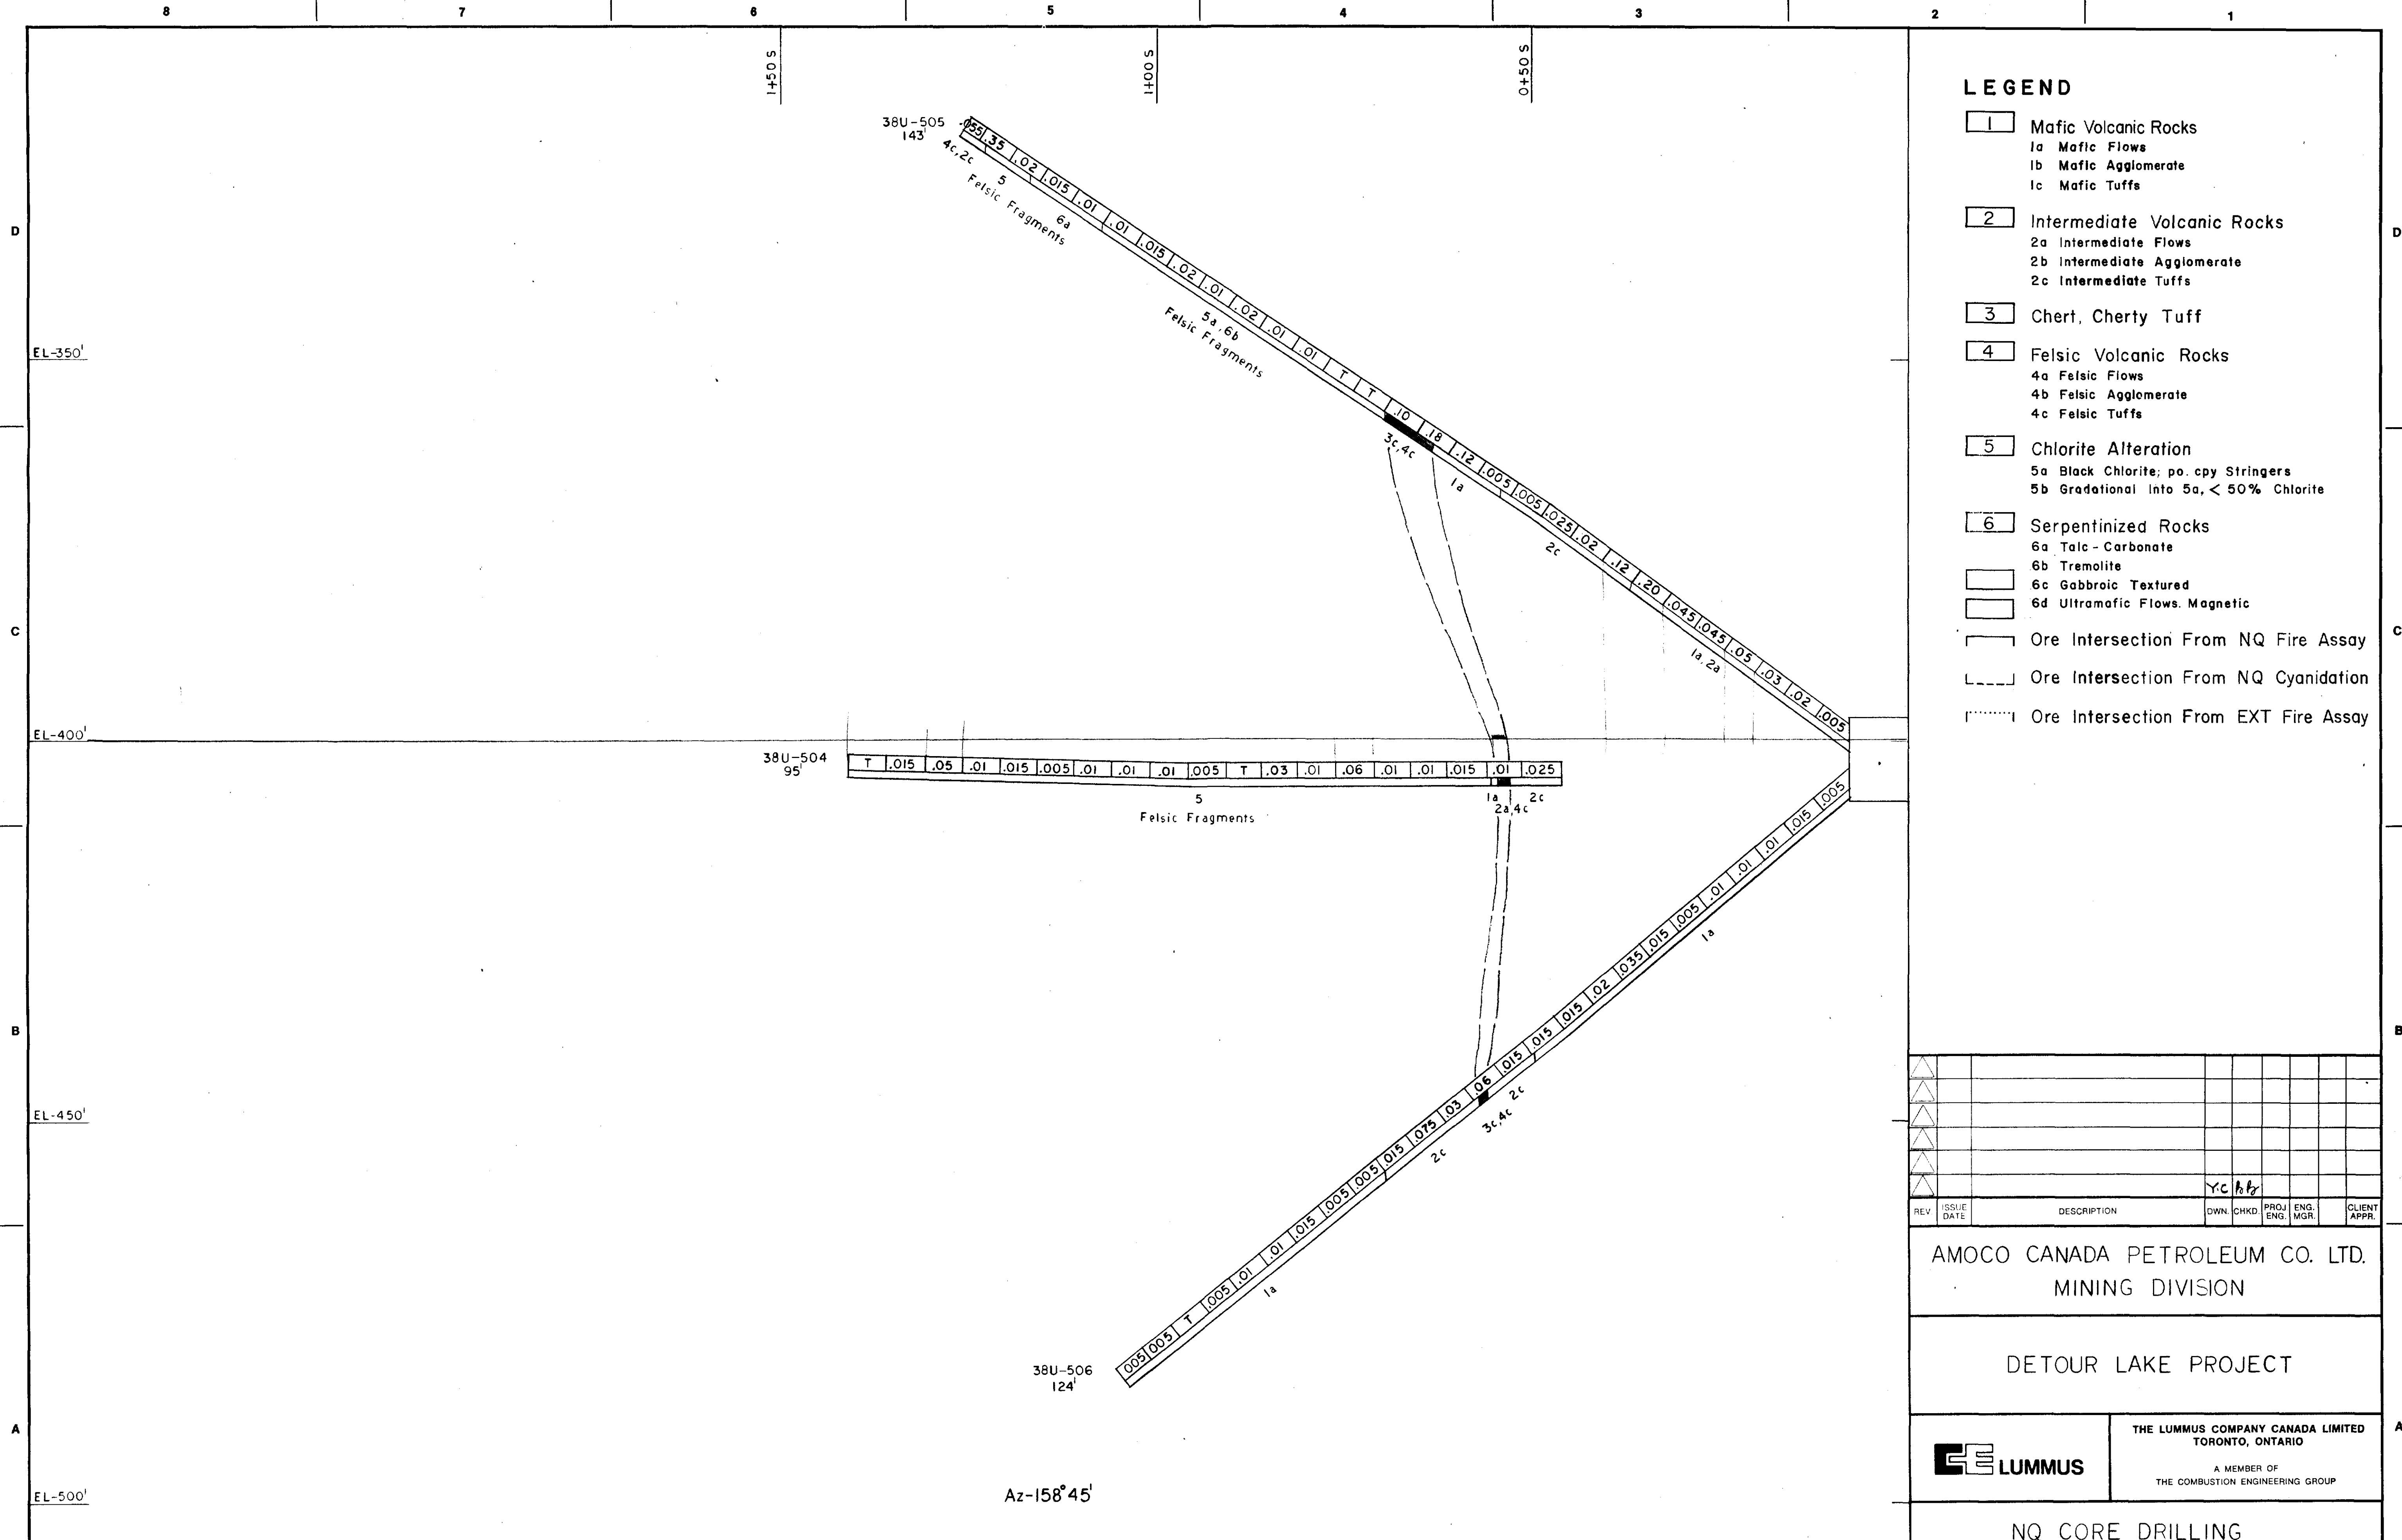 8 7 6 5 4 3 2 1
1+50 S
1+00 S
0+50 S
D
C
B
A
D
C
B
A
EL-350'
EL-400'
EL-450'
EL-500'
38U-505
143'
.055 .35 .02 .015 .01 .01 .015 .02 .01 .02 .01 .01 T T .10 .18 .12 .005 .005 .025 .02 .12 .20 .045 .045 .05 .03 .02 .005
4c,2c
5
Felsic Fragments
6a
5a,6b
Felsic Fragments
3c,4c
1a
2c
1a,2a
38U-504
95'
T .015 .05 .01 .015 .005 .01 .01 .01 .005 T .03 .01 .06 .01 .01 .015 .01 .025
5
Felsic Fragments
1a 2c
2a,4c
.005 .015 .01 .01 .01 .005 .015 .035 .02 .015 .015 .015 .06 .03 .075 .015 .005 .005 .015 .01 .01 .005 T .005 .005
1a
2c
3c,4c
2c
1a
38U-506
124'
Az-158°45'
LEGEND
1 Mafic Volcanic Rocks
1a Mafic Flows
1b Mafic Agglomerate
1c Mafic Tuffs
2 Intermediate Volcanic Rocks
2a Intermediate Flows
2b Intermediate Agglomerate
2c Intermediate Tuffs
3 Chert, Cherty Tuff
4 Felsic Volcanic Rocks
4a Felsic Flows
4b Felsic Agglomerate
4c Felsic Tuffs
5 Chlorite Alteration
5a Black Chlorite; po. cpy Stringers
5b Gradational Into 5a, < 50% Chlorite
6 Serpentinized Rocks
6a Talc - Carbonate
6b Tremolite
6c Gabbroic Textured
6d Ultramafic Flows. Magnetic
Ore Intersection From NQ Fire Assay
Ore Intersection From NQ Cyanidation
Ore Intersection From EXT Fire Assay
Y.C
REV ISSUE DATE DESCRIPTION DWN. CHKD. PROJ. ENG. ENG. MGR. CLIENT APPR.
AMOCO CANADA PETROLEUM CO. LTD.
MINING DIVISION
DETOUR LAKE PROJECT
CE LUMMUS
THE LUMMUS COMPANY CANADA LIMITED
TORONTO, ONTARIO
A MEMBER OF
THE COMBUSTION ENGINEERING GROUP
NQ CORE DRILLING